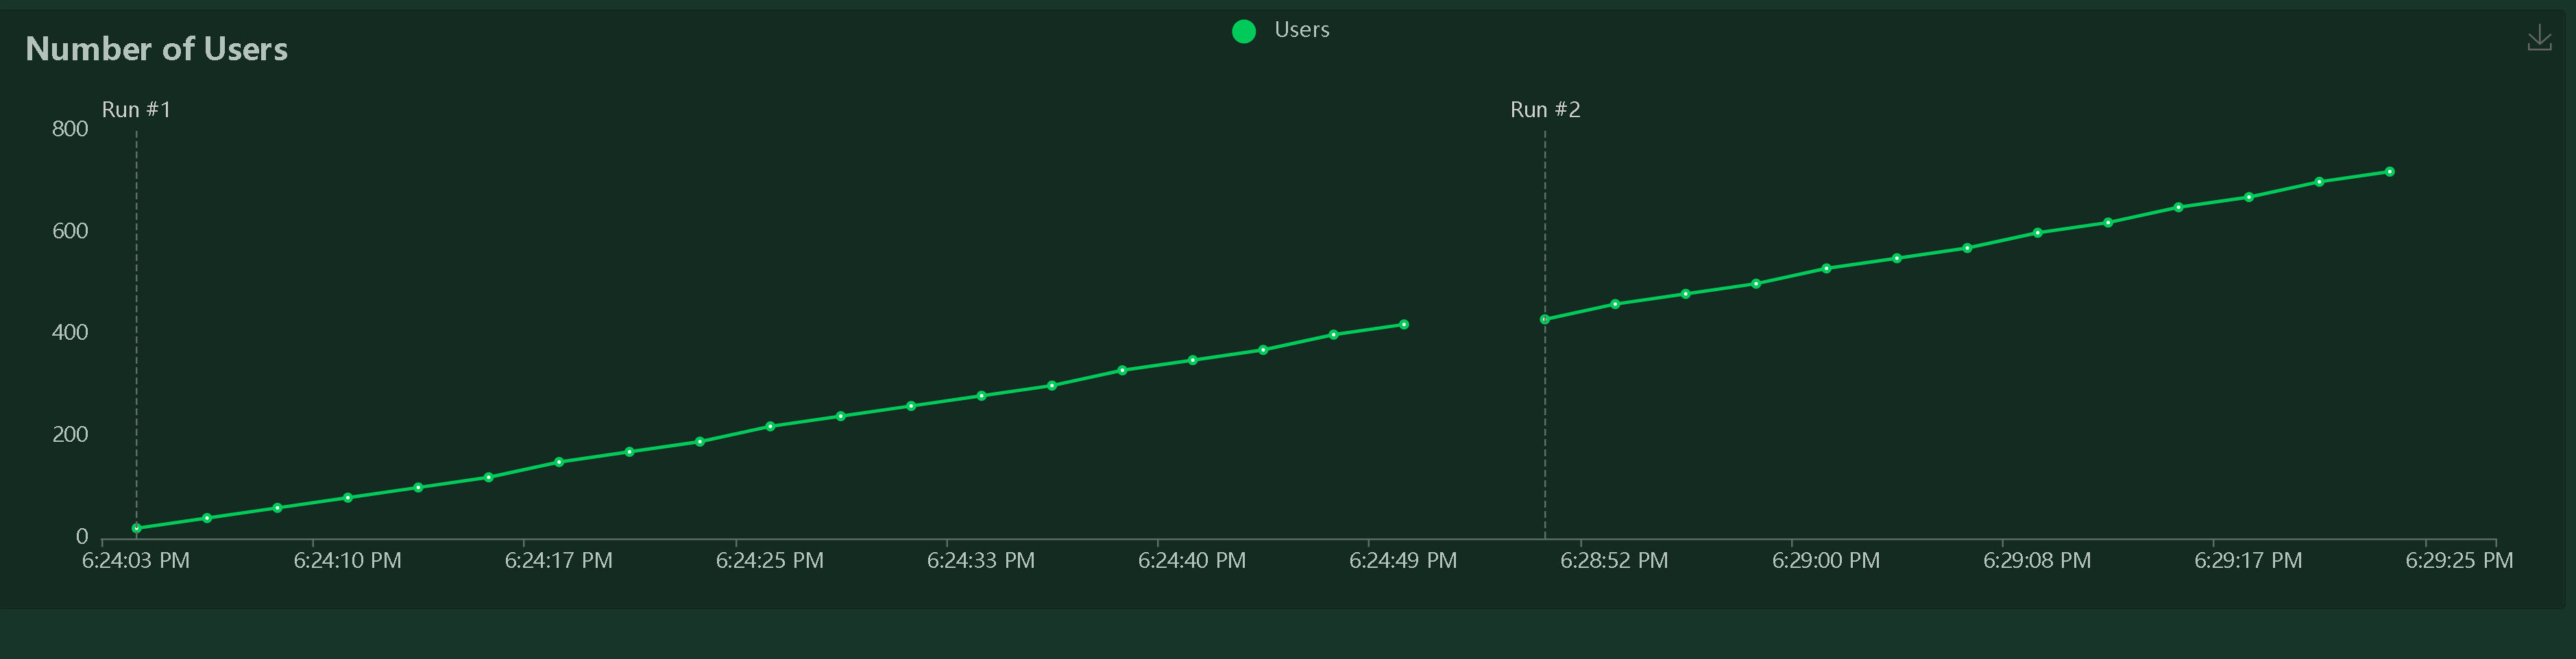 Users
Number of Users
Run #1
Run #2
800
600
400
200
0
6:24:03 PM
6:24:10 PM
6:24:17 PM
6:24:25 PM
6:24:33 PM
6:24:40 PM
6:24:49 PM
6:28:52 PM
6:29:00 PM
6:29:08 PM
6:29:17 PM
6:29:25 PM